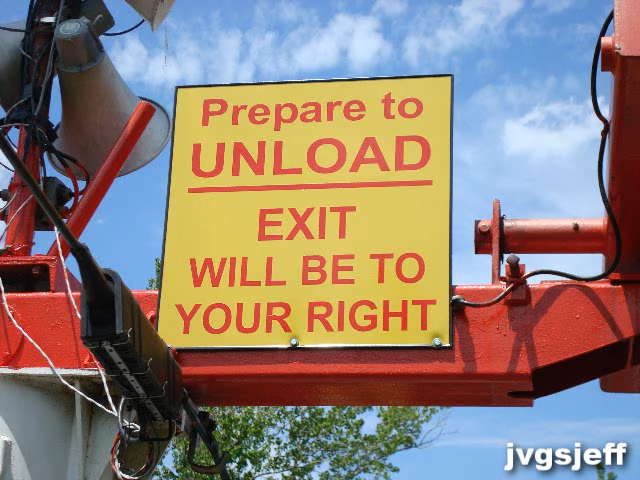 Prepare to
UNLOAD
EXIT
WILL BE TO
YOUR RIGHT
jvgsjeff